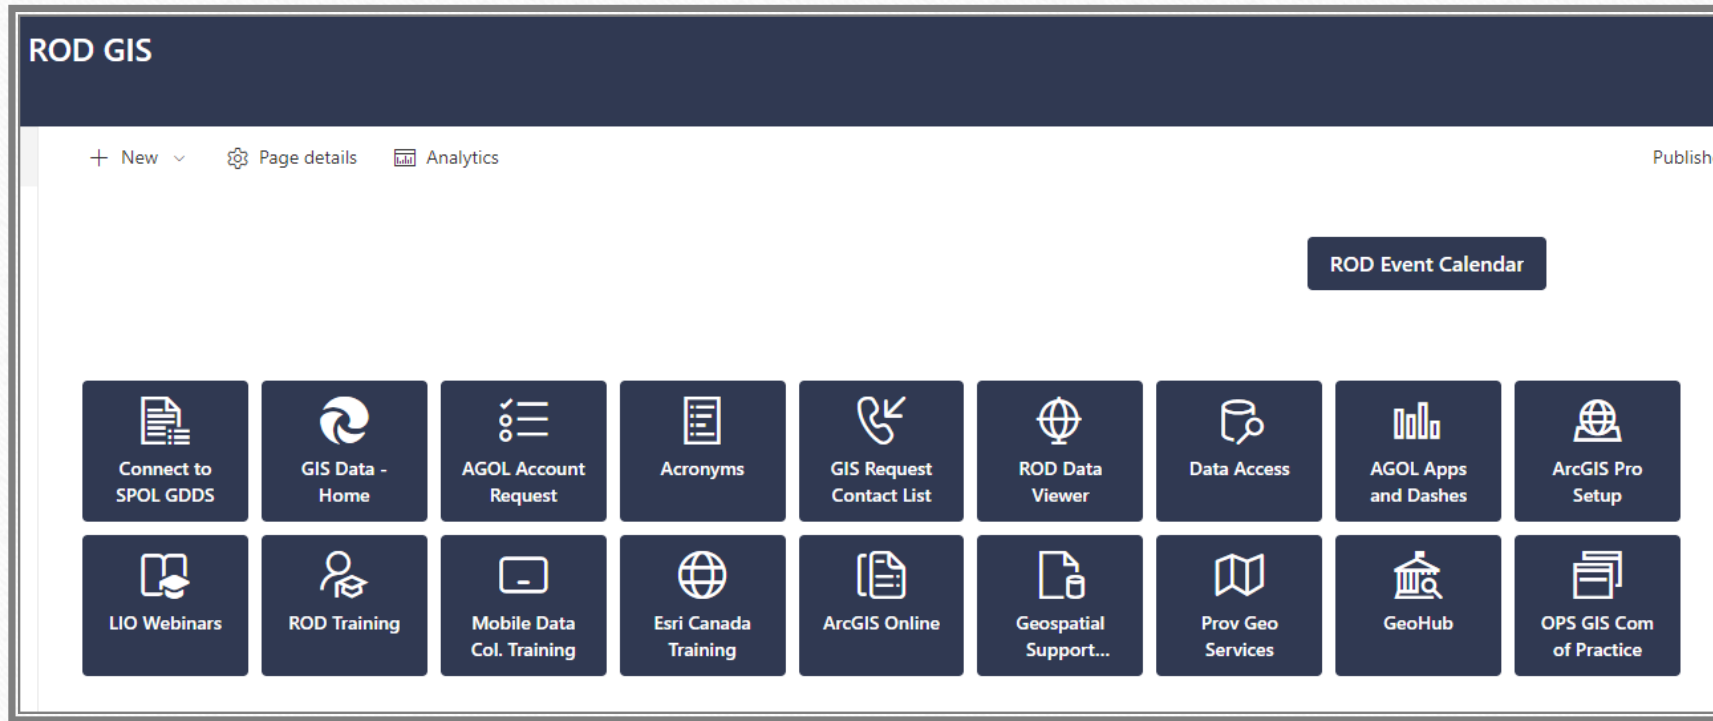 ROD GIS
New
Page details
Analytics
ROD Event Calendar
Connect to
SPOL GDDS
GIS Data -
Home
AGOL Account
Request
Acronyms
GIS Request
Contact List
ROD Data
Viewer
Data Access
AGOL Apps
and Dashes
ArcGIS Pro
Setup
LIO Webinars
ROD Training
Mobile Data
Col. Training
Esri Canada
Training
ArcGIS Online
Geospatial
Support...
Prov Geo
Services
GeoHub
OPS GIS Com
of Practice